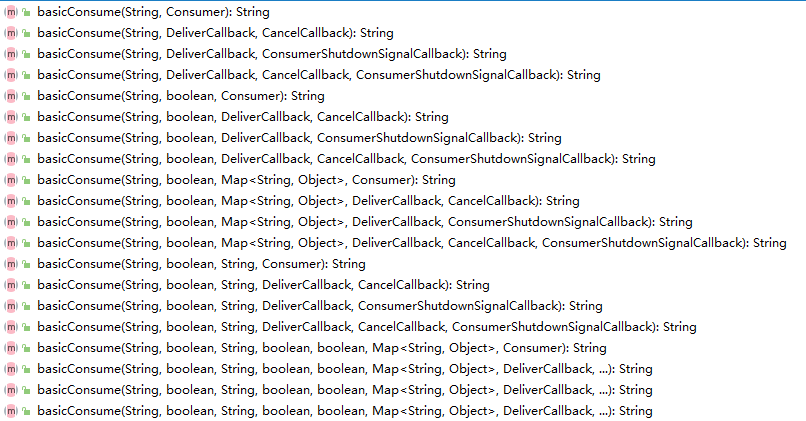 basicConsume(String, Consumer): String
basicConsume(String, DeliverCallback, CancelCallback): String
basicConsume(String, DeliverCallback, ConsumerShutdownSignalCallback): String
basicConsume(String, DeliverCallback, CancelCallback, ConsumerShutdownSignalCallback): String
basicConsume(String, boolean, Consumer): String
basicConsume(String, boolean, DeliverCallback, CancelCallback): String
basicConsume(String, boolean, DeliverCallback, ConsumerShutdownSignalCallback): String
basicConsume(String, boolean, DeliverCallback, CancelCallback, ConsumerShutdownSignalCallback): String
basicConsume(String, boolean, Map<String, Object>, Consumer): String
basicConsume(String, boolean, Map<String, Object>, DeliverCallback, CancelCallback): String
basicConsume(String, boolean, Map<String, Object>, DeliverCallback, ConsumerShutdownSignalCallback): String
basicConsume(String, boolean, Map<String, Object>, DeliverCallback, CancelCallback, ConsumerShutdownSignalCallback): String
basicConsume(String, boolean, String, Consumer): String
basicConsume(String, boolean, String, DeliverCallback, CancelCallback): String
basicConsume(String, boolean, String, DeliverCallback, ConsumerShutdownSignalCallback): String
basicConsume(String, boolean, String, DeliverCallback, CancelCallback, ConsumerShutdownSignalCallback): String
basicConsume(String, boolean, String, boolean, boolean, Map<String, Object>, Consumer): String
basicConsume(String, boolean, String, boolean, boolean, Map<String, Object>, DeliverCallback, ...): String
basicConsume(String, boolean, String, boolean, boolean, Map<String, Object>, DeliverCallback, ...): String
basicConsume(String, boolean, String, boolean, boolean, Map<String, Object>, DeliverCallback, ...): String